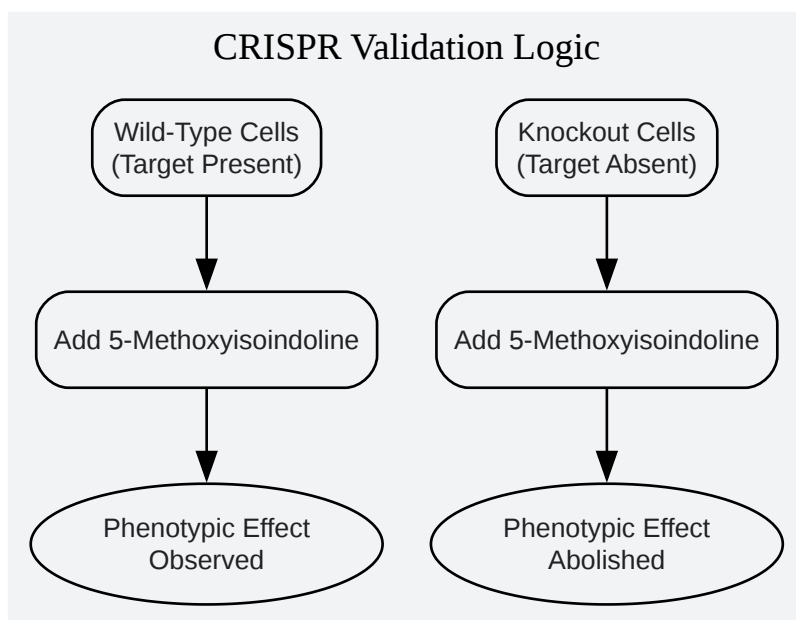 CRISPR Validation Logic
Wild-Type Cells
(Target Present)
Add 5-Methoxyisoindoline
Phenotypic Effect
Observed
Knockout Cells
(Target Absent)
Add 5-Methoxyisoindoline
Phenotypic Effect
Abolished